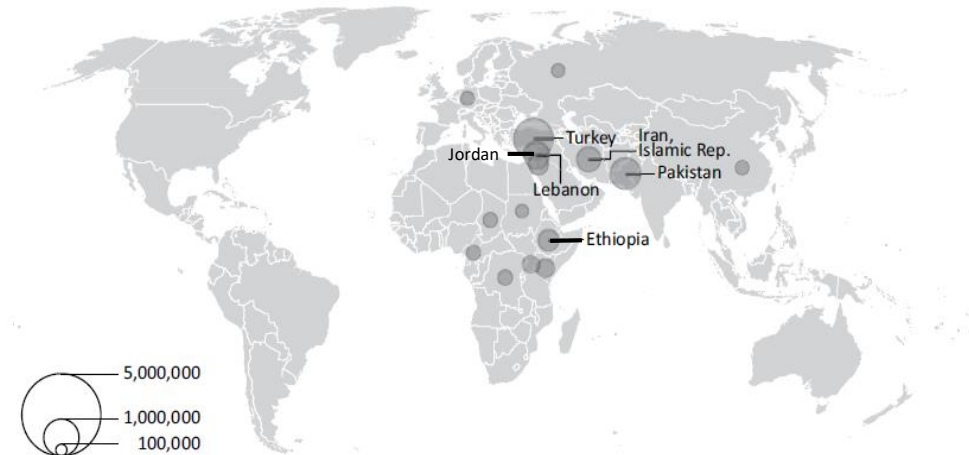 Turkey
Iran,
Islamic Rep.
Jordan
Pakistan
Lebanon
Ethiopia
5,000,000
1,000,000
100,000